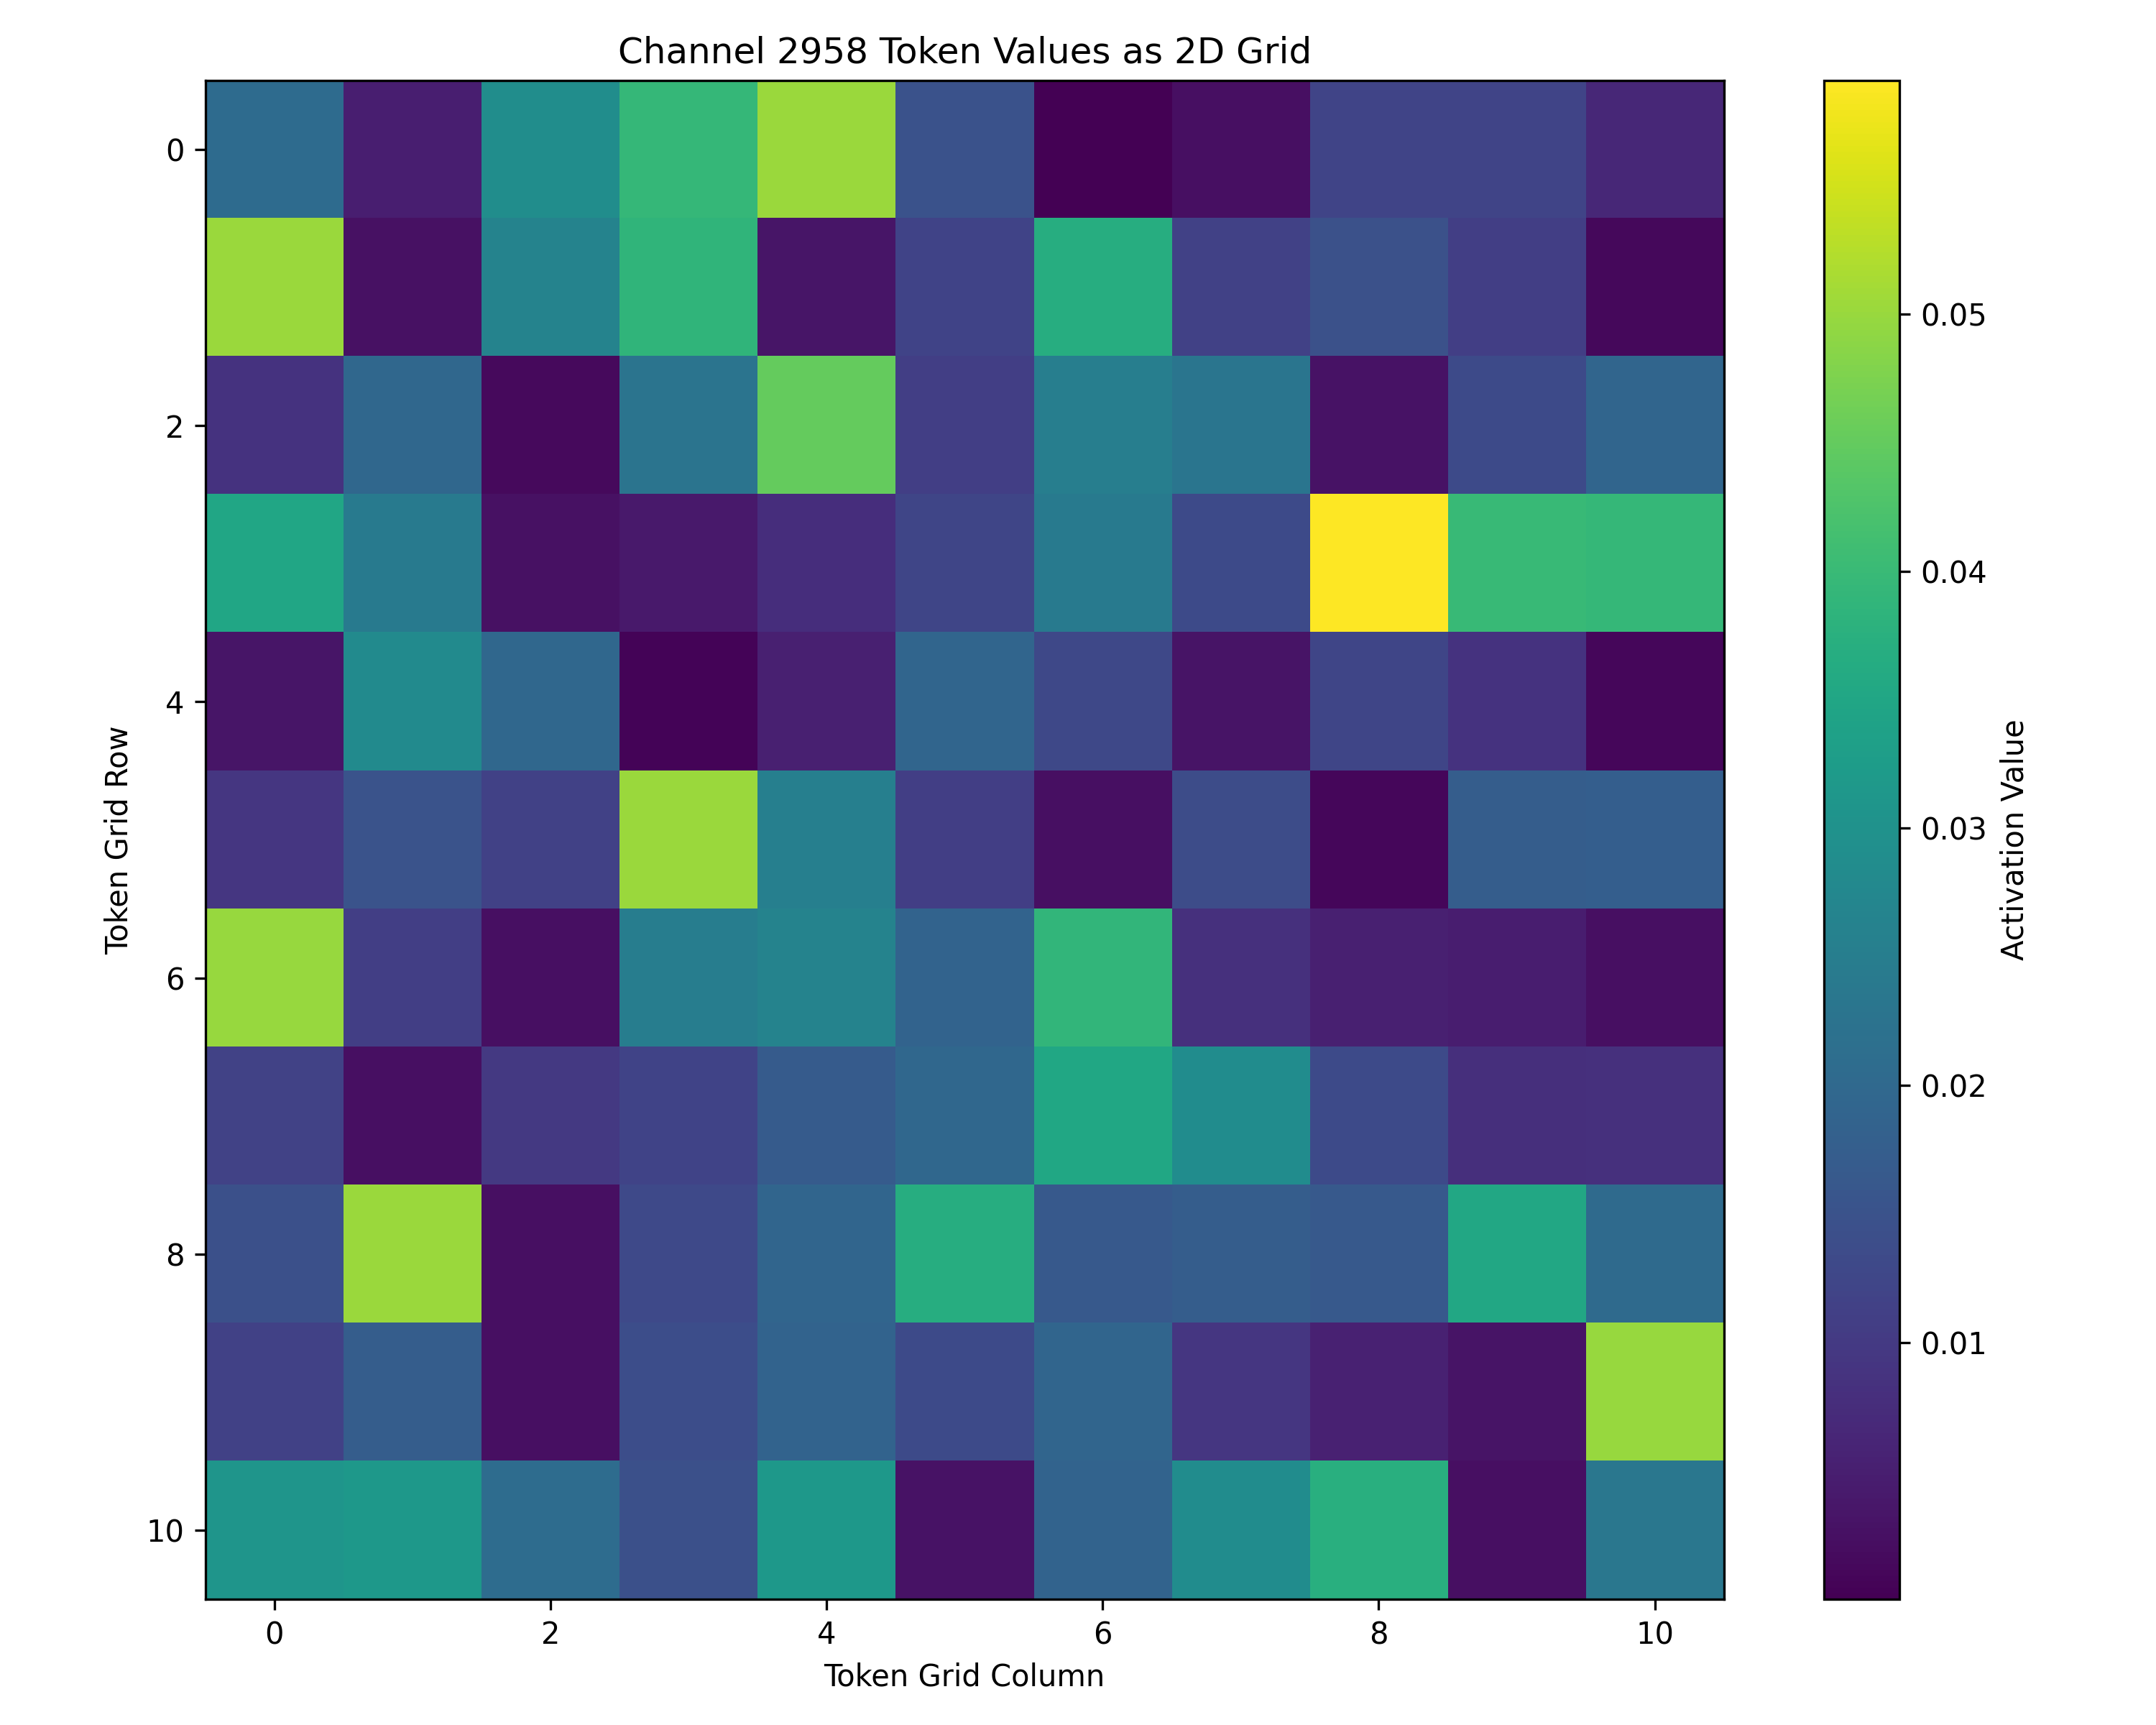 Channel 2958 Token Values as 2D Grid
0
2
4
6
8
10
Token Grid Row
0 2 4 6 8 10
Token Grid Column
0.05
0.04
0.03
0.02
0.01
Activation Value